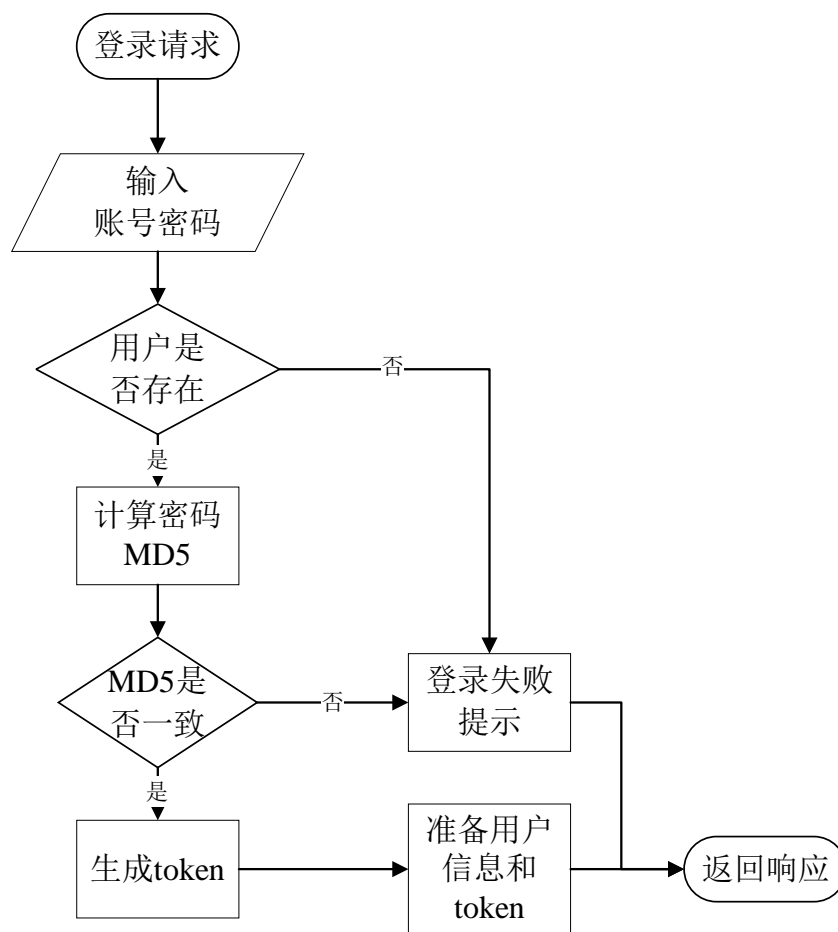 登录请求
输入
账号密码
用户是
否存在
否
是
计算密码
MD5
MD5是
否一致
否
登录失败
提示
是
生成token
准备用户
信息和
token
返回响应